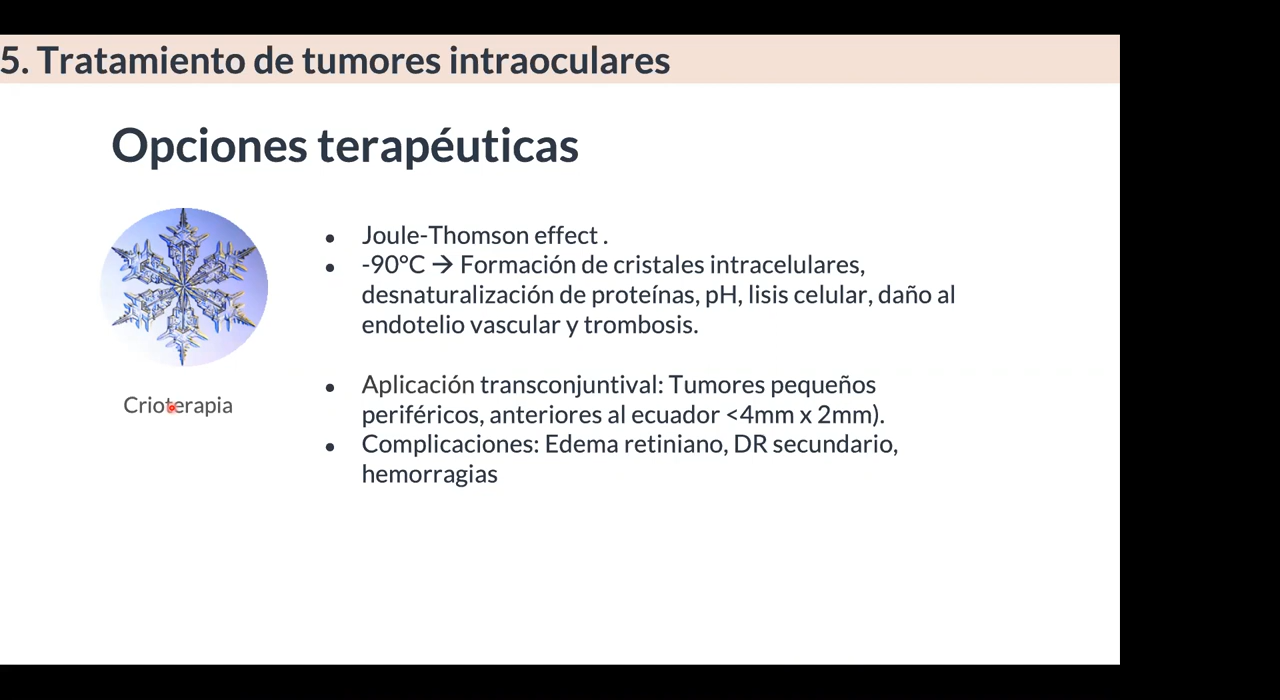 5. Tratamiento de tumores intraoculares
Opciones terapéuticas
Crioterapia
• Joule-Thomson effect .
• -90°C → Formación de cristales intracelulares,
desnaturalización de proteínas, pH, lisis celular, daño al
endotelio vascular y trombosis.
• Aplicación transconjuntival: Tumores pequeños
periféricos, anteriores al ecuador <4mm x 2mm).
• Complicaciones: Edema retiniano, DR secundario,
hemorragias